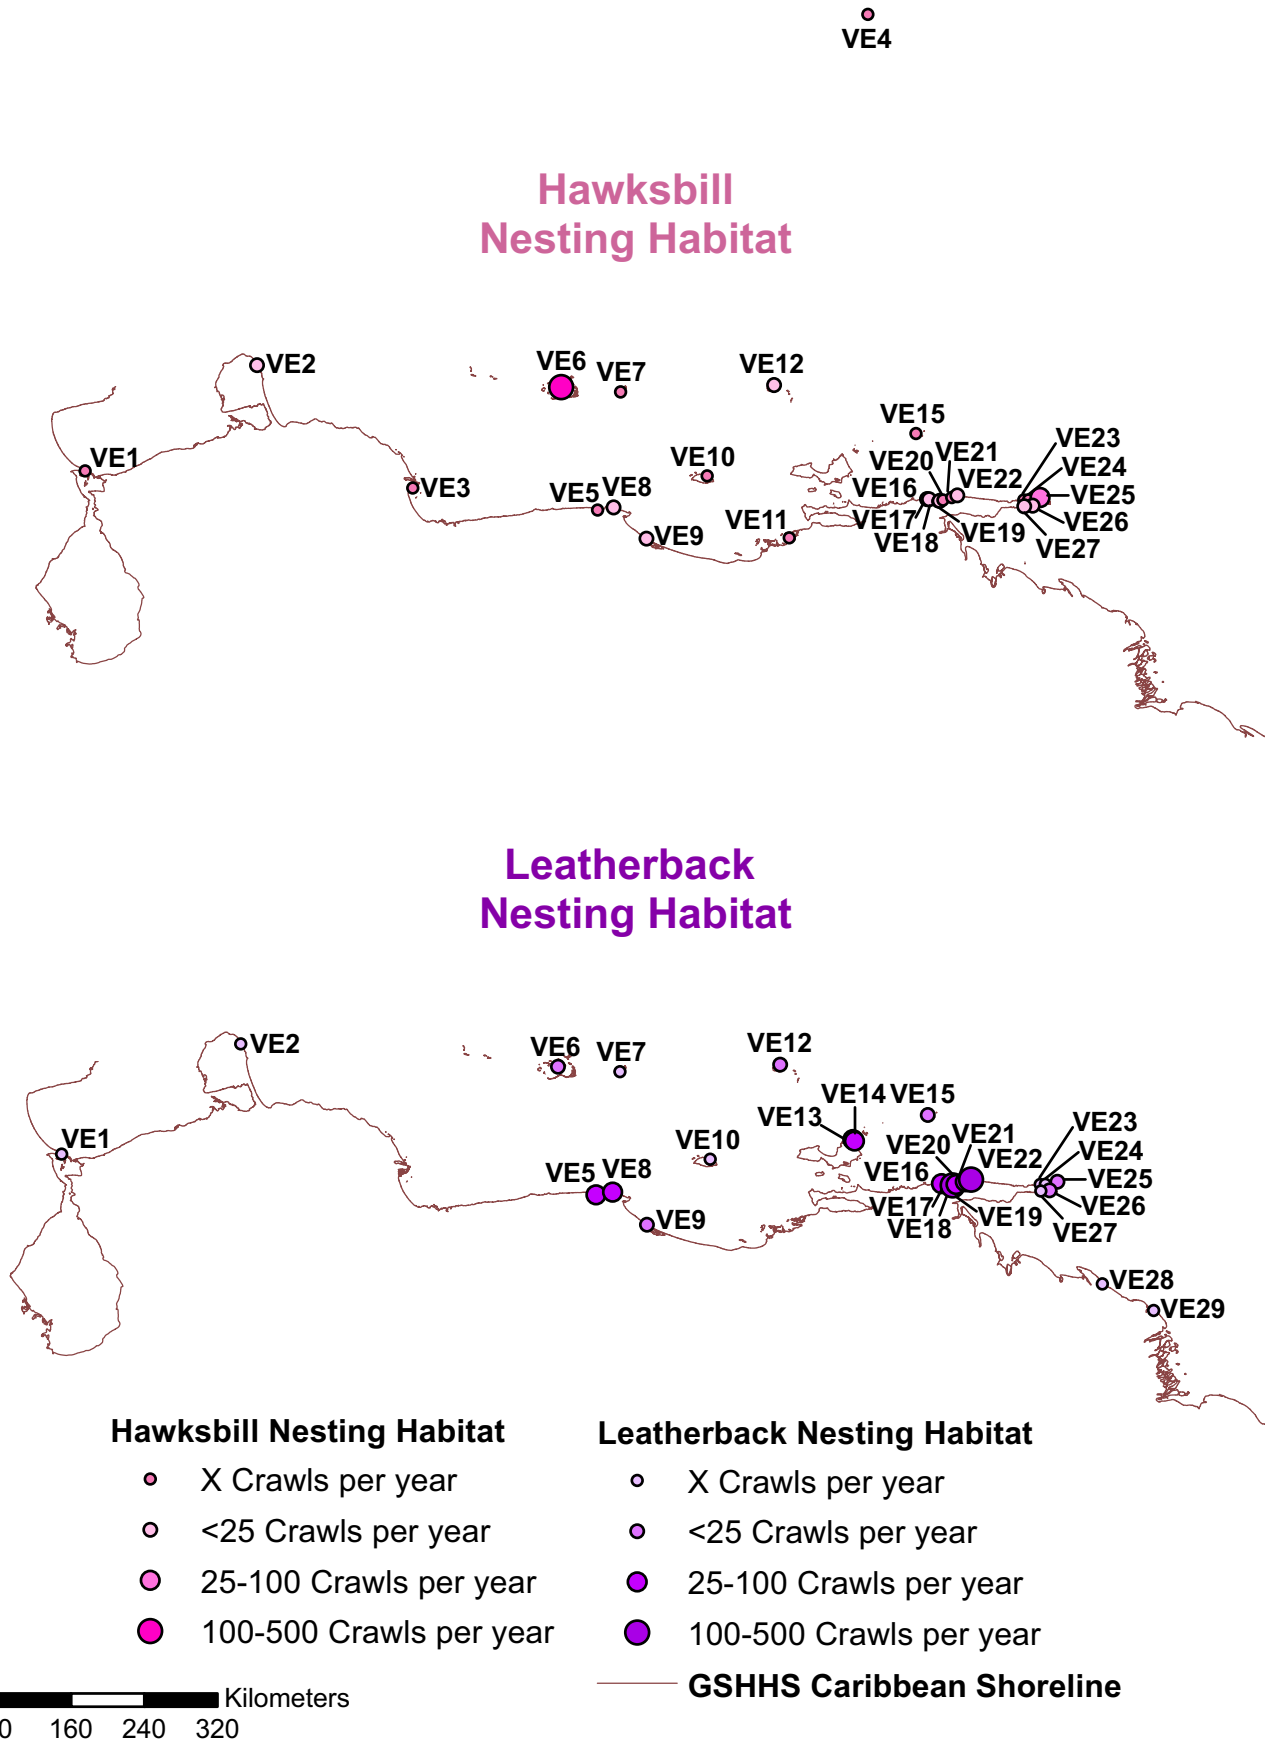 VE4
Hawksbill
Nesting Habitat
VE2
VE6
VE7
VE12
VE1
VE3
VE5
VE8
VE9
VE10
VE11
VE15
VE20
VE21
VE16
VE22
VE17
VE18
VE19
VE23
VE24
VE25
VE26
VE27
Leatherback
Nesting Habitat
VE2
VE6
VE7
VE12
VE1
VE14
VE15
VE13
VE10
VE5
VE8
VE9
VE20
VE21
VE16
VE22
VE17
VE18
VE19
VE23
VE24
VE25
VE26
VE27
VE28
VE29
Hawksbill Nesting Habitat
X Crawls per year
<25 Crawls per year
25-100 Crawls per year
100-500 Crawls per year
Leatherback Nesting Habitat
X Crawls per year
<25 Crawls per year
25-100 Crawls per year
100-500 Crawls per year
GSHHS Caribbean Shoreline
Kilometers
0 160 240 320